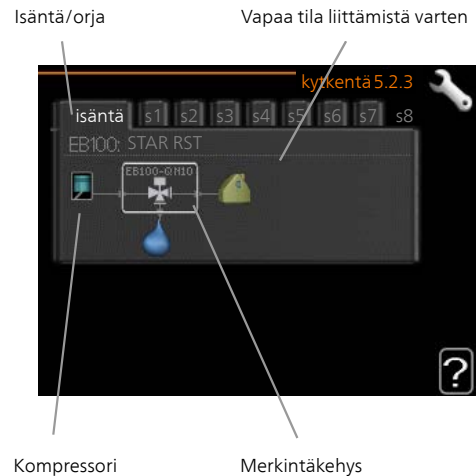 Isäntä/orja
Vapaa tila liittämistä varten
kytkentä 5.2.3
isäntä s1 s2 s3 s4 s5 s6 s7 s8
EB100: STAR RST
EB100-QN10
?
Kompressori
Merkintäkehys